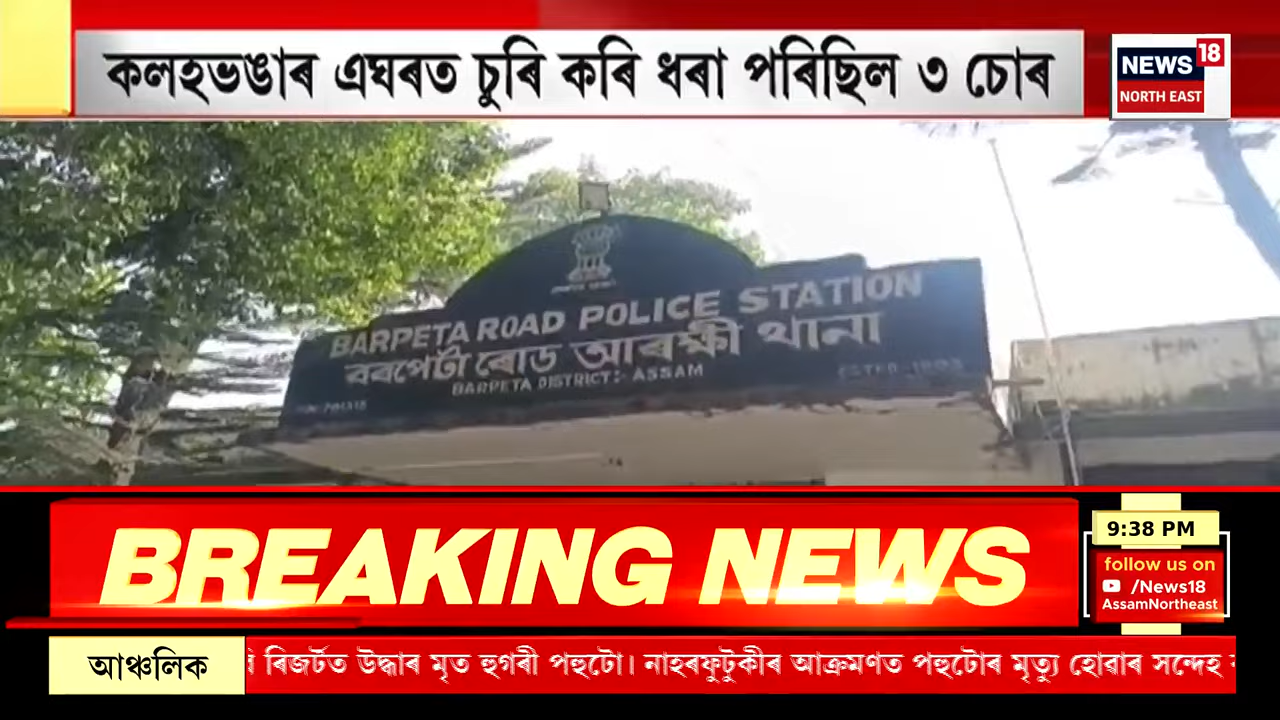 কলহভঙাৰ এঘৰত চুৰি কৰি ধৰা পৰিছিল ৩ চোৰ
NEWS 18
NORTH EAST
BARPETA ROAD POLICE STATION
বৰপেটা ৰোড আৰক্ষী থানা
BARPETA DISTRICT:- ASSAM
BREAKING NEWS
9:38 PM
follow us on
/News18
AssamNortheast
আঞ্চলিক
ৰিজৰ্টত উদ্ধাৰ মৃত হুগৰী পহুটো। নাহৰফুটুকীৰ আক্ৰমণত পহুটোৰ মৃত্যু হোৱাৰ সন্দেহ